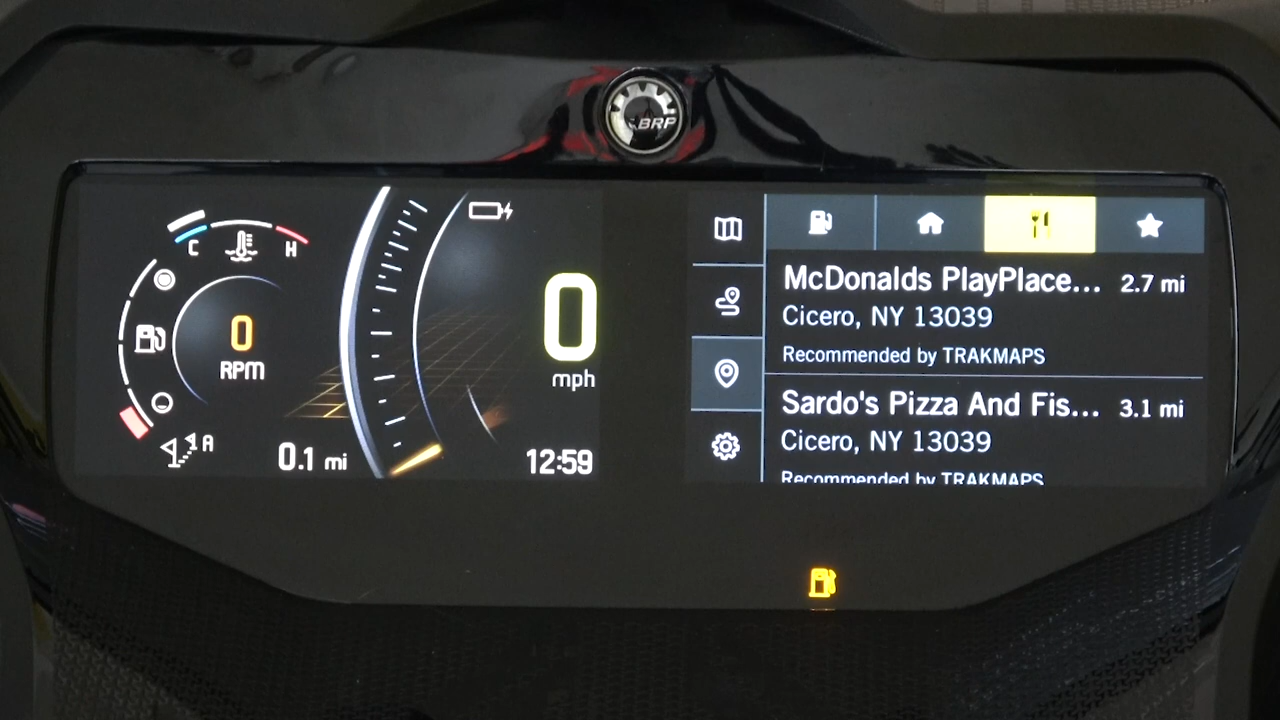 BRP
C
H
0
RPM
A
0.1 mi
0
mph
12:59
McDonalds PlayPlace... 2.7 mi
Cicero, NY 13039
Recommended by TRAKMAPS
Sardo's Pizza And Fis... 3.1 mi
Cicero, NY 13039
Recommended by TRAKMAPS